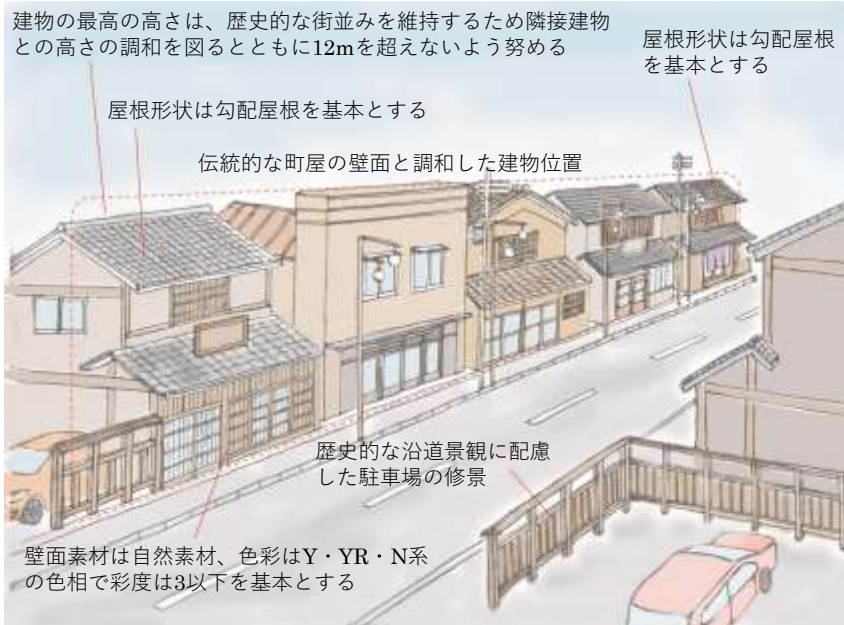 建物の最高の高さは、歴史的な街並みを維持するため隣接建物
との高さの調和を図るとともに12mを超えないよう努める
屋根形状は勾配屋根
を基本とする
屋根形状は勾配屋根を基本とする
伝統的な町屋の壁面と調和した建物位置
歴史的な沿道景観に配慮
した駐車場の修景
壁面素材は自然素材、色彩はY・YR・N系
の色相で彩度は3以下を基本とする